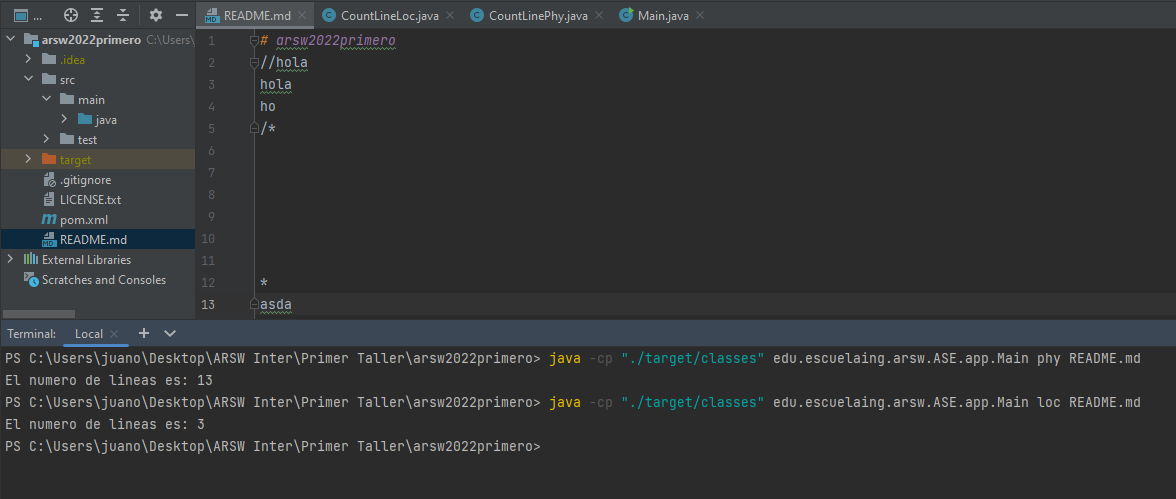 ...
README.md
CountLineLoc.java
CountLinePhy.java
Main.java
arsw2022primero C:\Users\
.idea
src
main
java
test
target
.gitignore
LICENSE.txt
pom.xml
README.md
External Libraries
Scratches and Consoles
1 # arsw2022primero
2 //hola
3 hola
4 ho
5 /*
6
7
8
9
10
11
12 *
13 asda
Terminal: Local
PS C:\Users\juano\Desktop\ARSW Inter\Primer Taller\arsw2022primero> java -cp "./target/classes" edu.escuelaing.arsw.ASE.app.Main phy README.md
El numero de lineas es: 13
PS C:\Users\juano\Desktop\ARSW Inter\Primer Taller\arsw2022primero> java -cp "./target/classes" edu.escuelaing.arsw.ASE.app.Main loc README.md
El numero de lineas es: 3
PS C:\Users\juano\Desktop\ARSW Inter\Primer Taller\arsw2022primero>